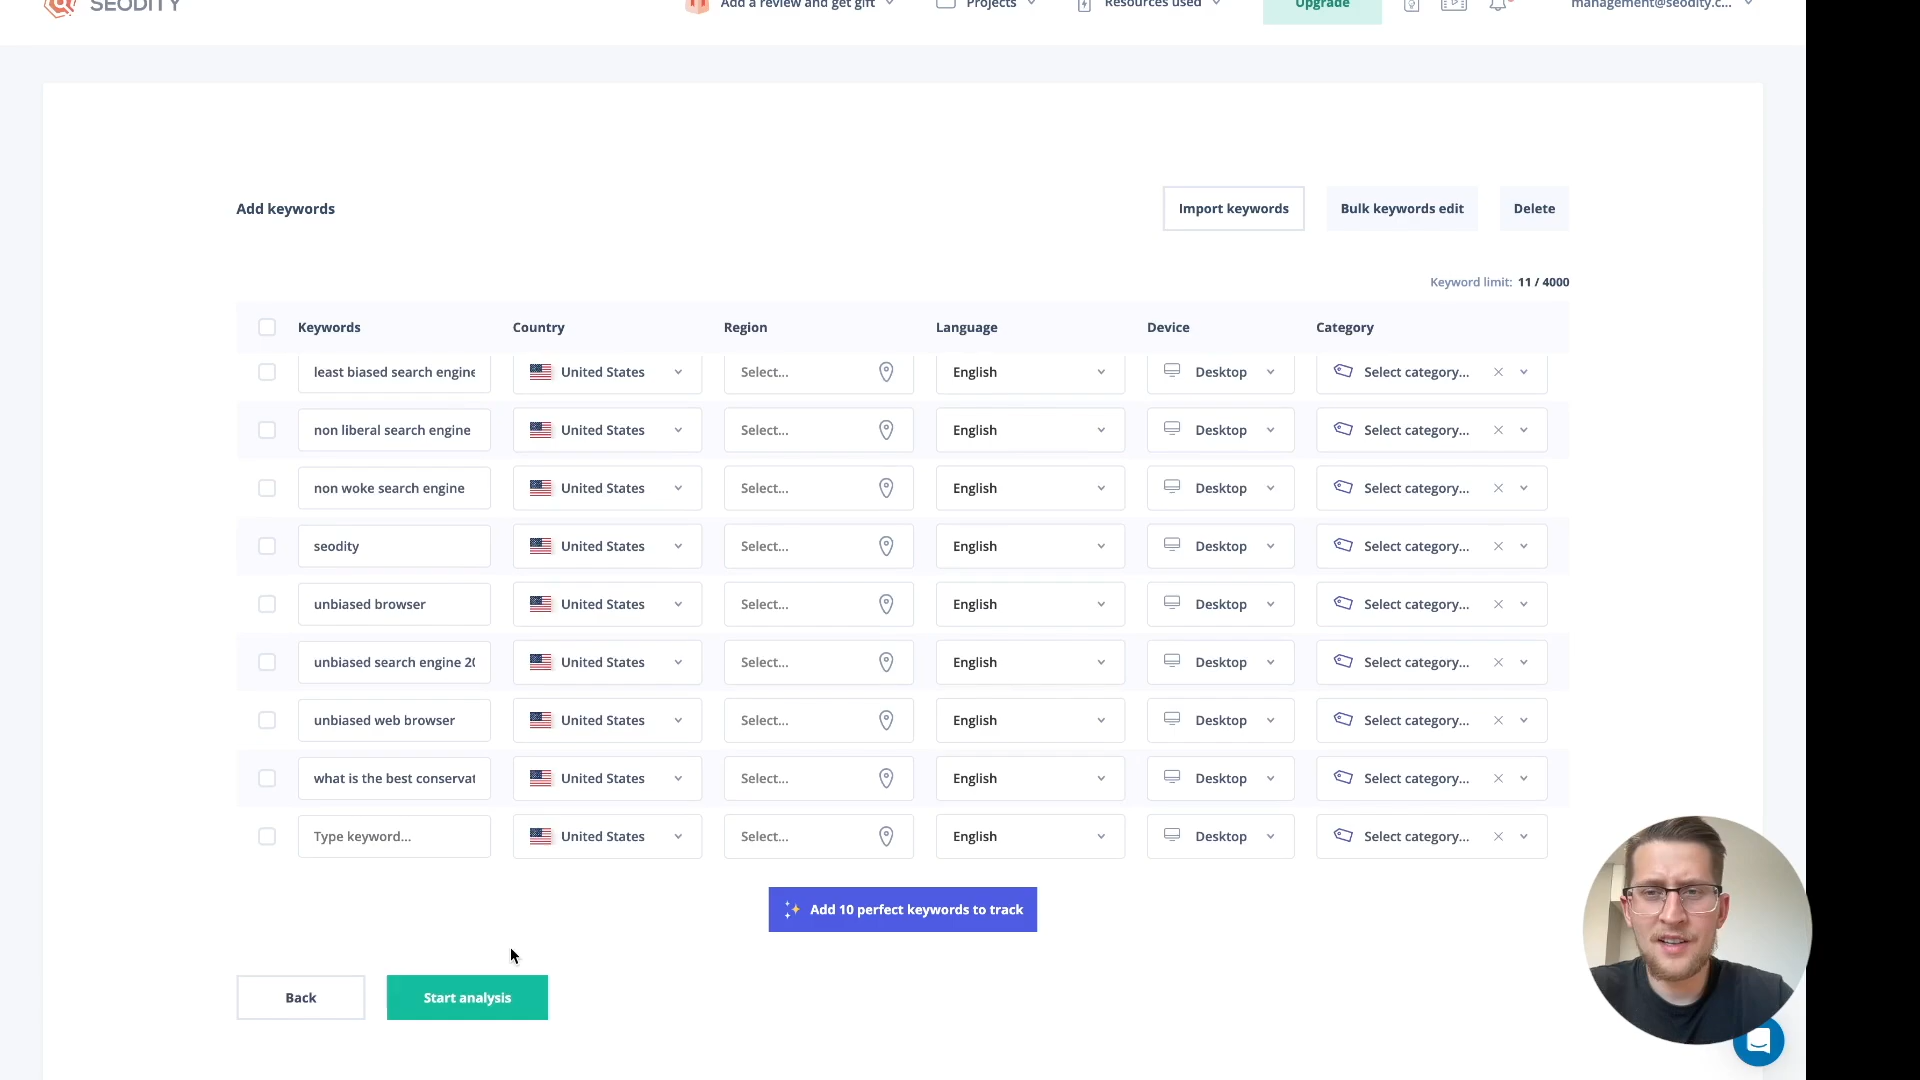 SEODITY
Add a review and get gift
Projects
Resources used
Upgrade
management@seodity.c...
Add keywords
Import keywords
Bulk keywords edit
Delete
Keyword limit: 11 / 4000
Keywords Country Region Language Device Category
least biased search engine United States Select... English Desktop Select category...
non liberal search engine United States Select... English Desktop Select category...
non woke search engine United States Select... English Desktop Select category...
seodity United States Select... English Desktop Select category...
unbiased browser United States Select... English Desktop Select category...
unbiased search engine 20 United States Select... English Desktop Select category...
unbiased web browser United States Select... English Desktop Select category...
what is the best conservat United States Select... English Desktop Select category...
Type keyword... United States Select... English Desktop Select category...
Add 10 perfect keywords to track
Back
Start analysis